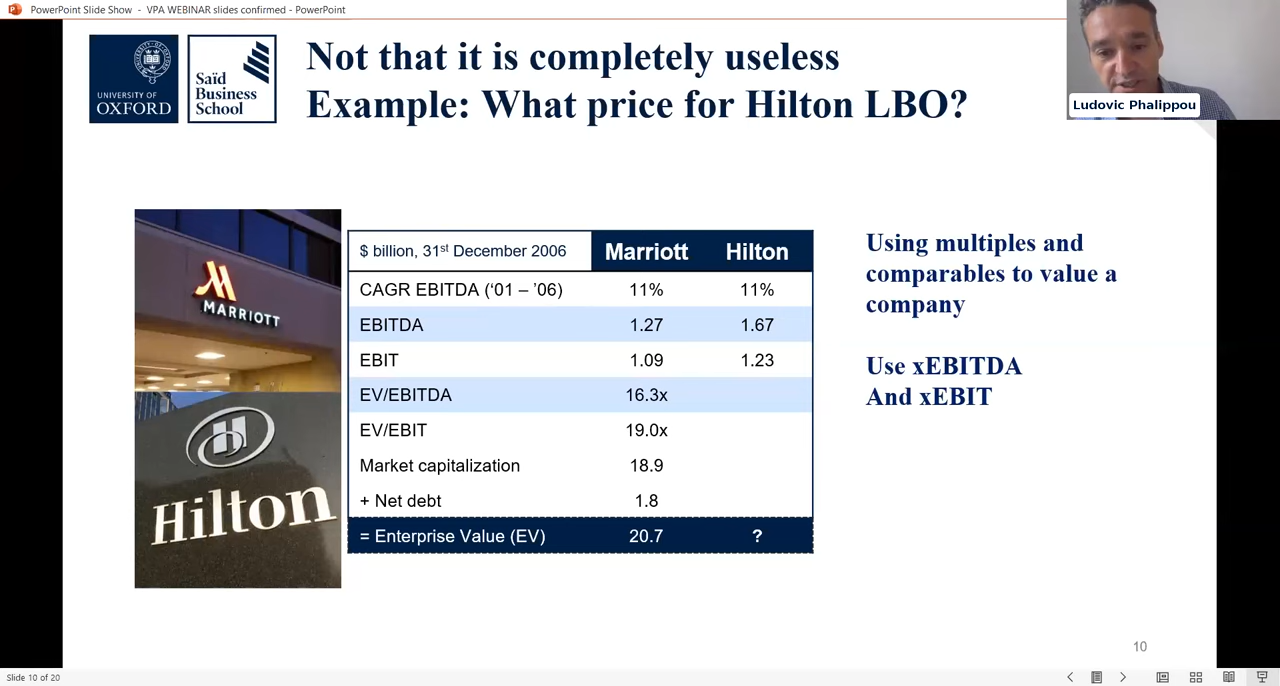 PowerPoint Slide Show - VPA WEBINAR slides confirmed - PowerPoint
UNIVERSITY OF
OXFORD
Saïd
Business
School
Not that it is completely useless
Example: What price for Hilton LBO?
Ludovic Phalippou
MARRIOTT
Hilton
$ billion, 31st December 2006 Marriott Hilton
CAGR EBITDA (‘01 – ’06) 11% 11%
EBITDA 1.27 1.67
EBIT 1.09 1.23
EV/EBITDA 16.3x
EV/EBIT 19.0x
Market capitalization 18.9
+ Net debt 1.8
= Enterprise Value (EV) 20.7 ?
Using multiples and
comparables to value a
company
Use xEBITDA
And xEBIT
10
Slide 10 of 20